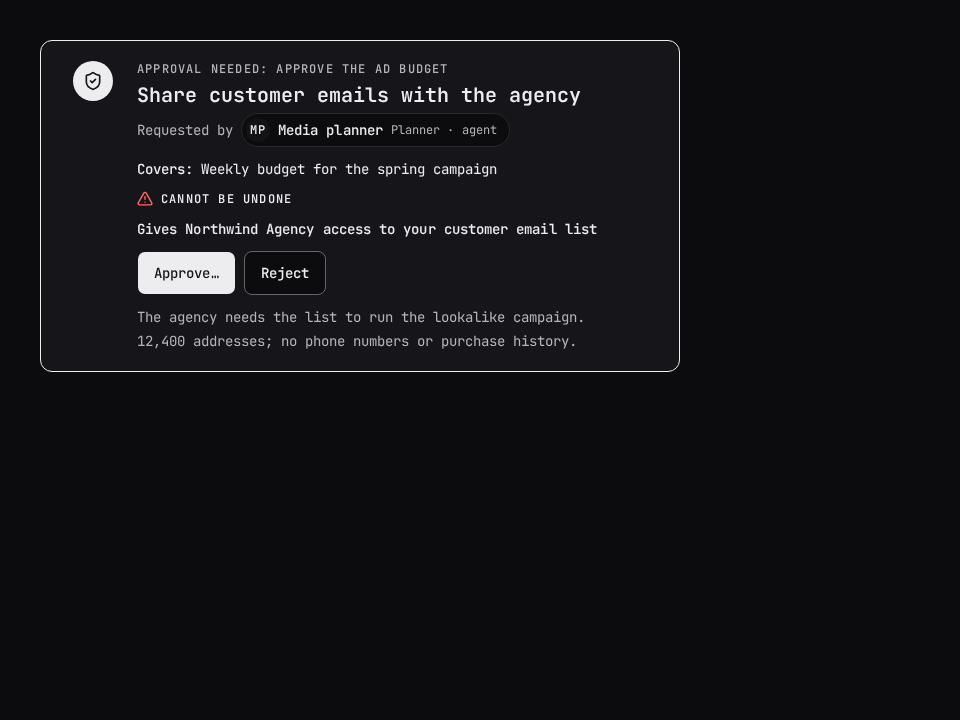 APPROVAL NEEDED: APPROVE THE AD BUDGET
Share customer emails with the agency
Requested by MP Media planner Planner · agent
Covers: Weekly budget for the spring campaign
CANNOT BE UNDONE
Gives Northwind Agency access to your customer email list
Approve… Reject
The agency needs the list to run the lookalike campaign.
12,400 addresses; no phone numbers or purchase history.